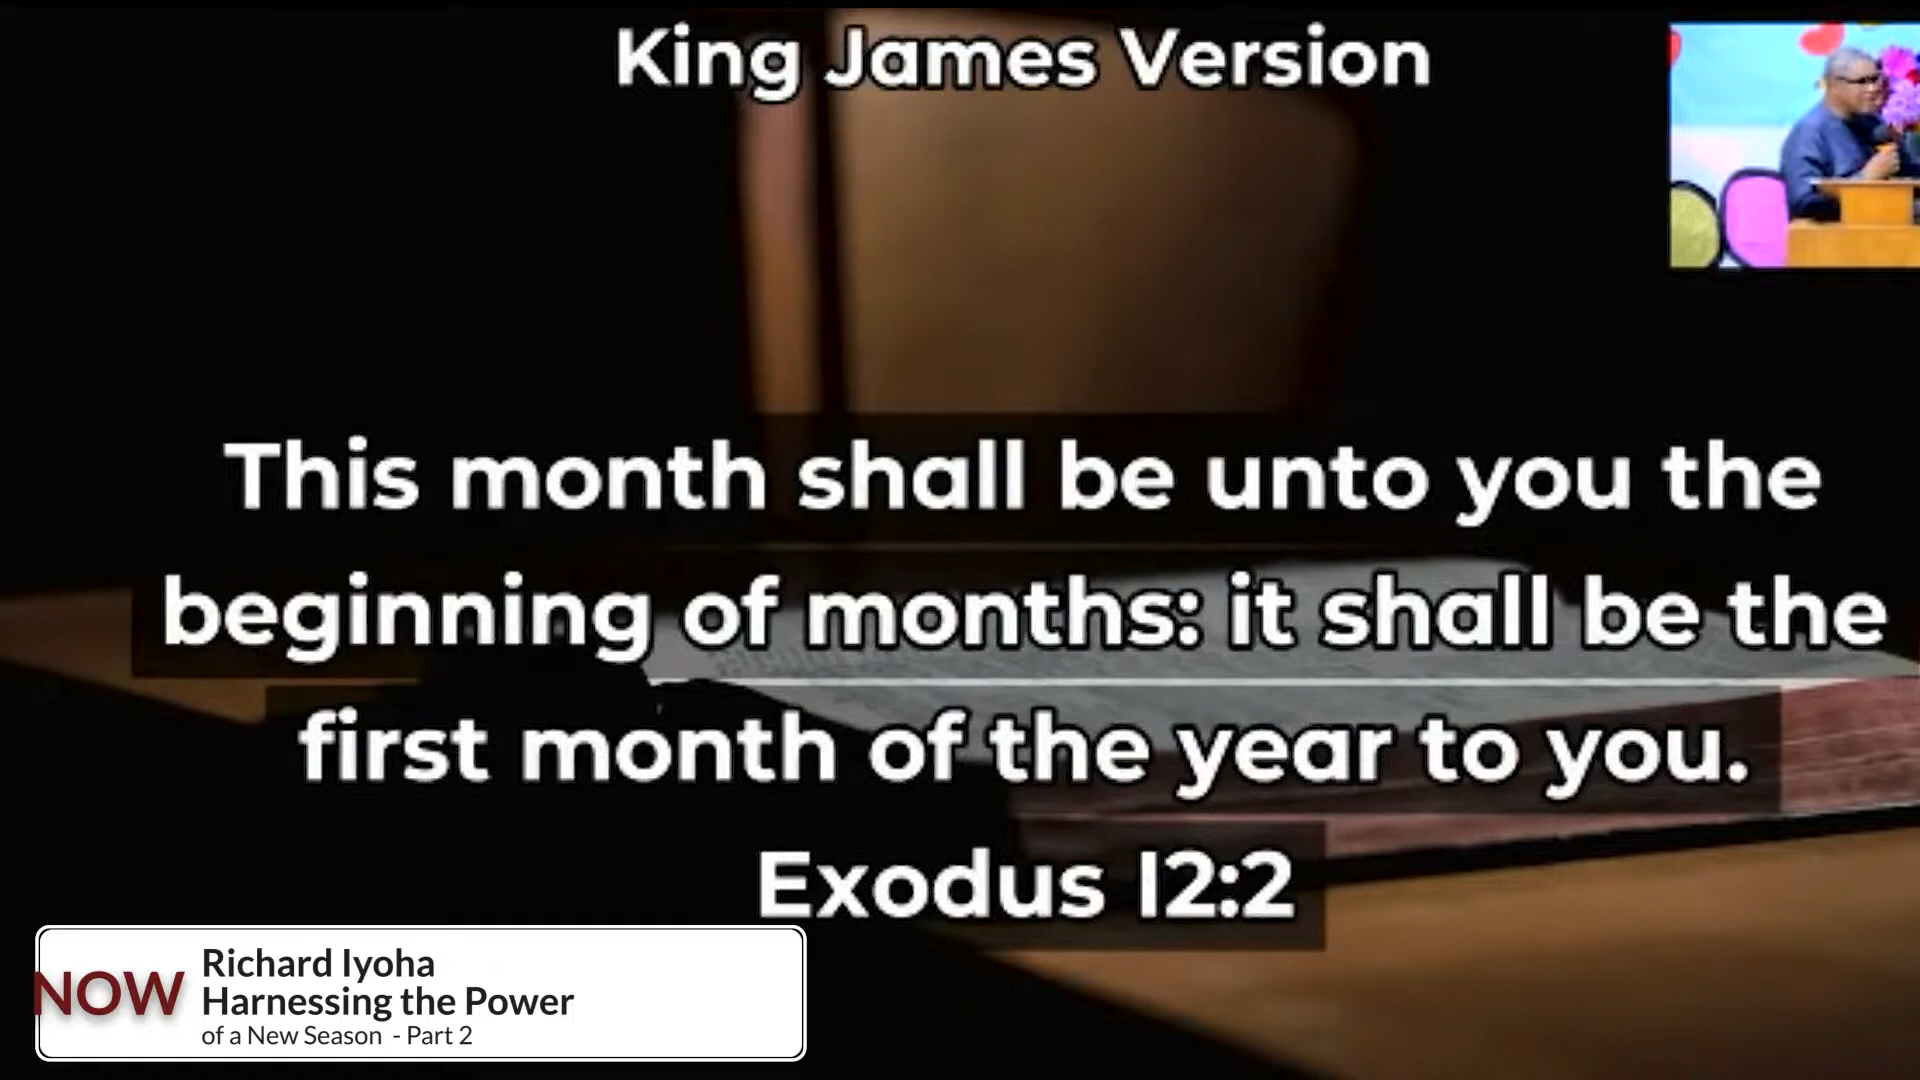 King James Version
This month shall be unto you the
beginning of months: it shall be the
first month of the year to you.
Exodus 12:2
NOW
Richard Iyoha
Harnessing the Power
of a New Season - Part 2